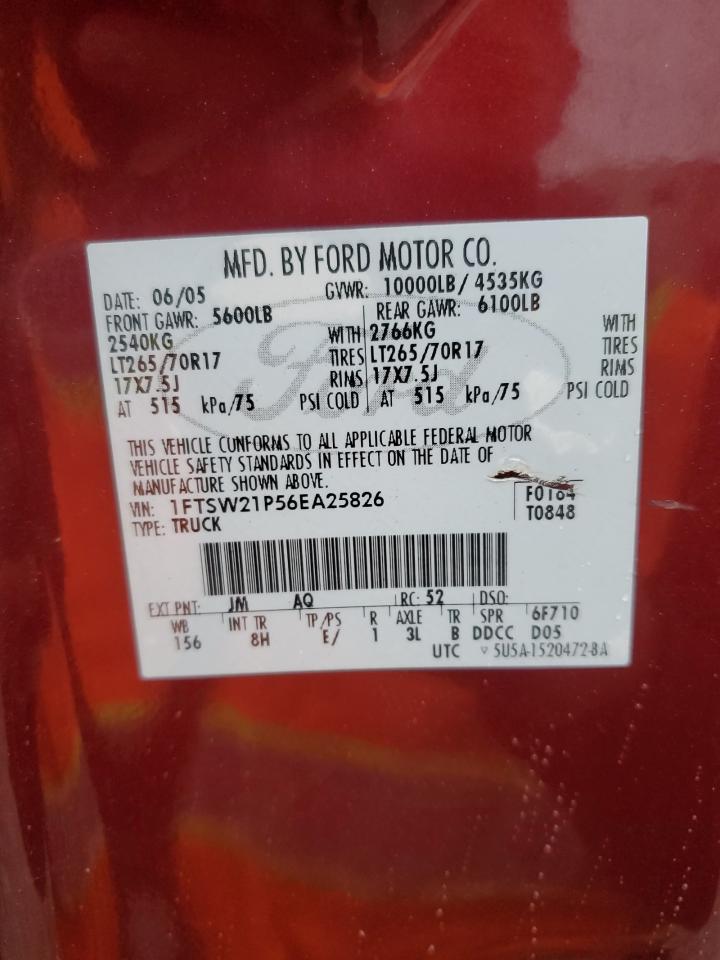 MFD. BY FORD MOTOR CO.
DATE: 06/05 GVWR: 10000LB/ 4535KG
FRONT GAWR: 5600LB REAR GAWR: 6100LB
2540KG WITH 2766KG WITH
LT265/70R17 TIRES LT265/70R17 TIRES
17X7.5J RIMS 17X7.5J RIMS
AT 515 kPa/75 PSI COLD AT 515 kPa/75 PSI COLD
Ford
THIS VEHICLE CONFORMS TO ALL APPLICABLE FEDERAL MOTOR
VEHICLE SAFETY STANDARDS IN EFFECT ON THE DATE OF
MANUFACTURE SHOWN ABOVE.
VIN: 1FTSW21P56EA25826 F0184
TYPE: TRUCK T0848
EXT PNT: JM AQ RC: 52 DSO:
WB INT TR TP/PS R AXLE TR SPR 6F710
156 8H E/ 1 3L B DDCC D05
UTC ▽ 5U5A-1520472-BA